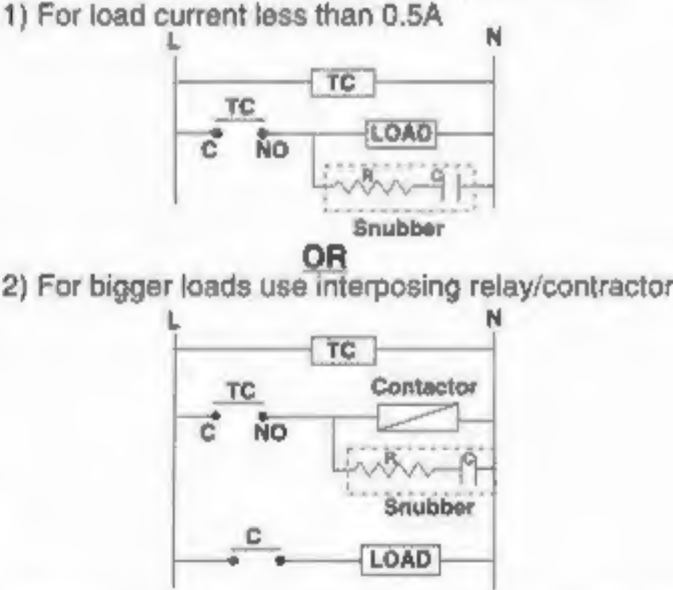 1) For load current less than 0.5A
L N
TC
TC
C NO LOAD
R C
Snubber
OR
2) For bigger loads use interposing relay/contractor
L N
TC
TC Contactor
C NO
R C
Snubber
C
LOAD